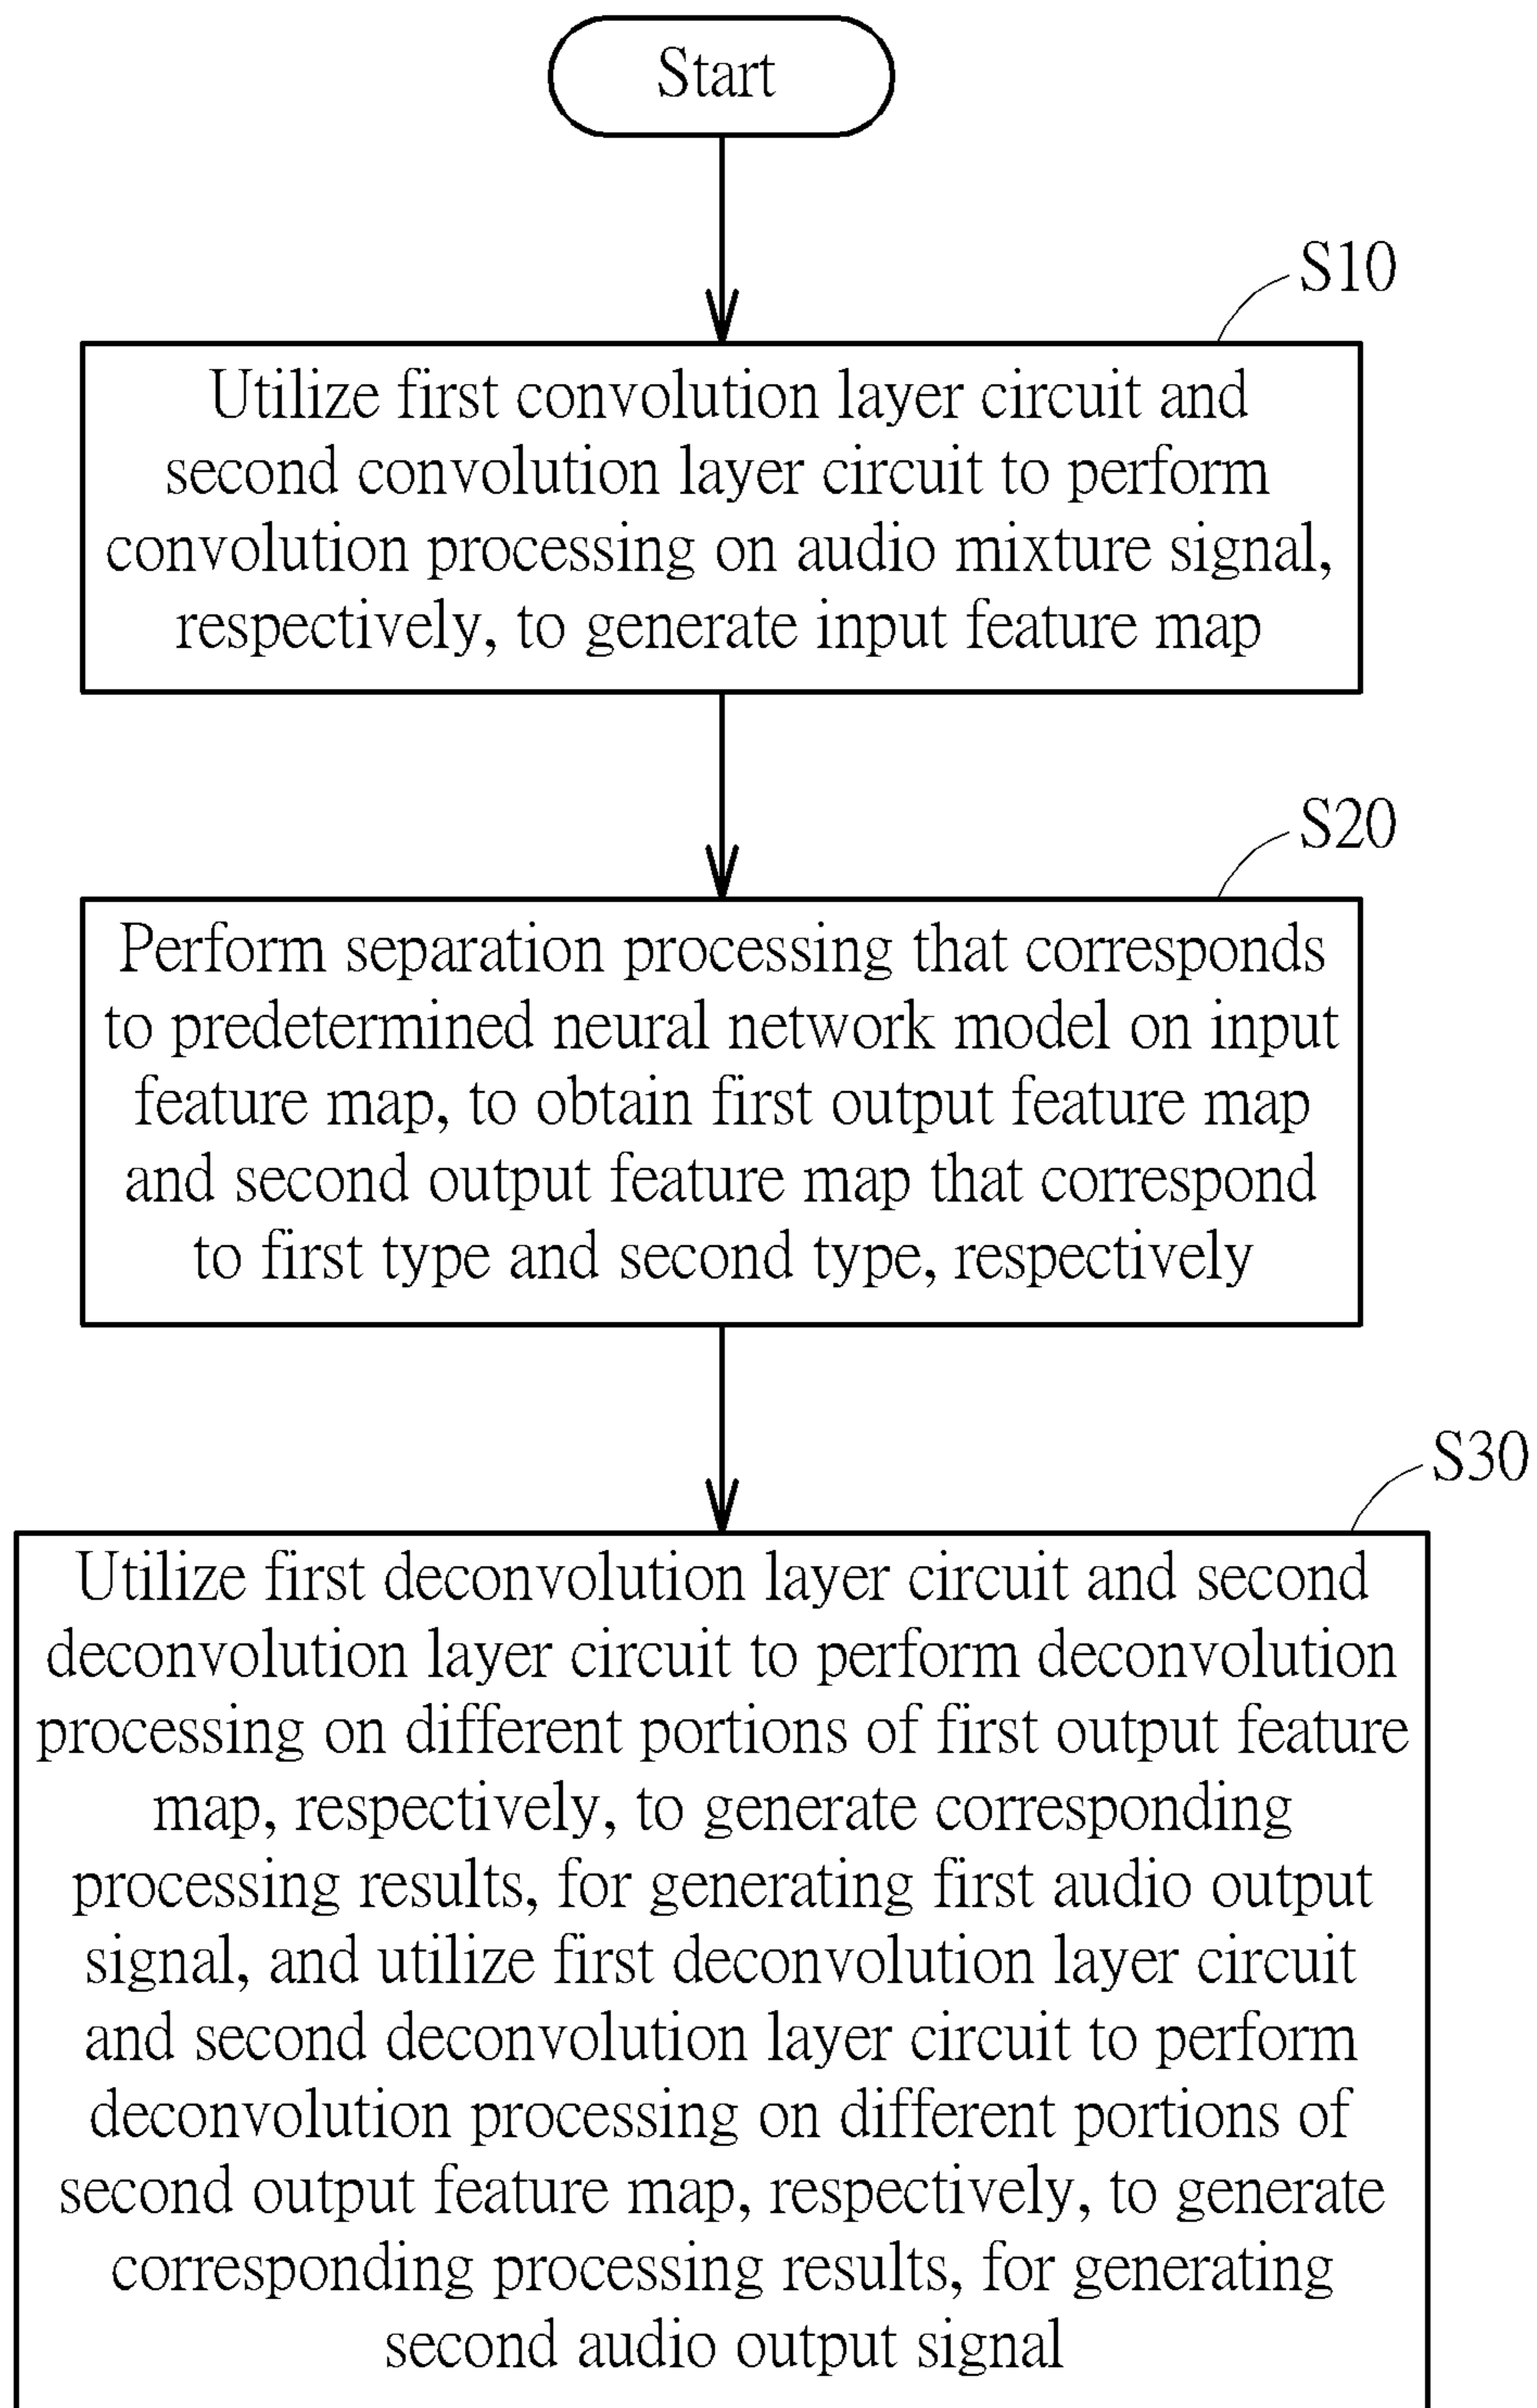 Start
S10
Utilize first convolution layer circuit and
second convolution layer circuit to perform
convolution processing on audio mixture signal,
respectively, to generate input feature map
S20
Perform separation processing that corresponds
to predetermined neural network model on input
feature map, to obtain first output feature map
and second output feature map that correspond
to first type and second type, respectively
S30
Utilize first deconvolution layer circuit and second
deconvolution layer circuit to perform deconvolution
processing on different portions of first output feature
map, respectively, to generate corresponding
processing results, for generating first audio output
signal, and utilize first deconvolution layer circuit
and second deconvolution layer circuit to perform
deconvolution processing on different portions of
second output feature map, respectively, to generate
corresponding processing results, for generating
second audio output signal